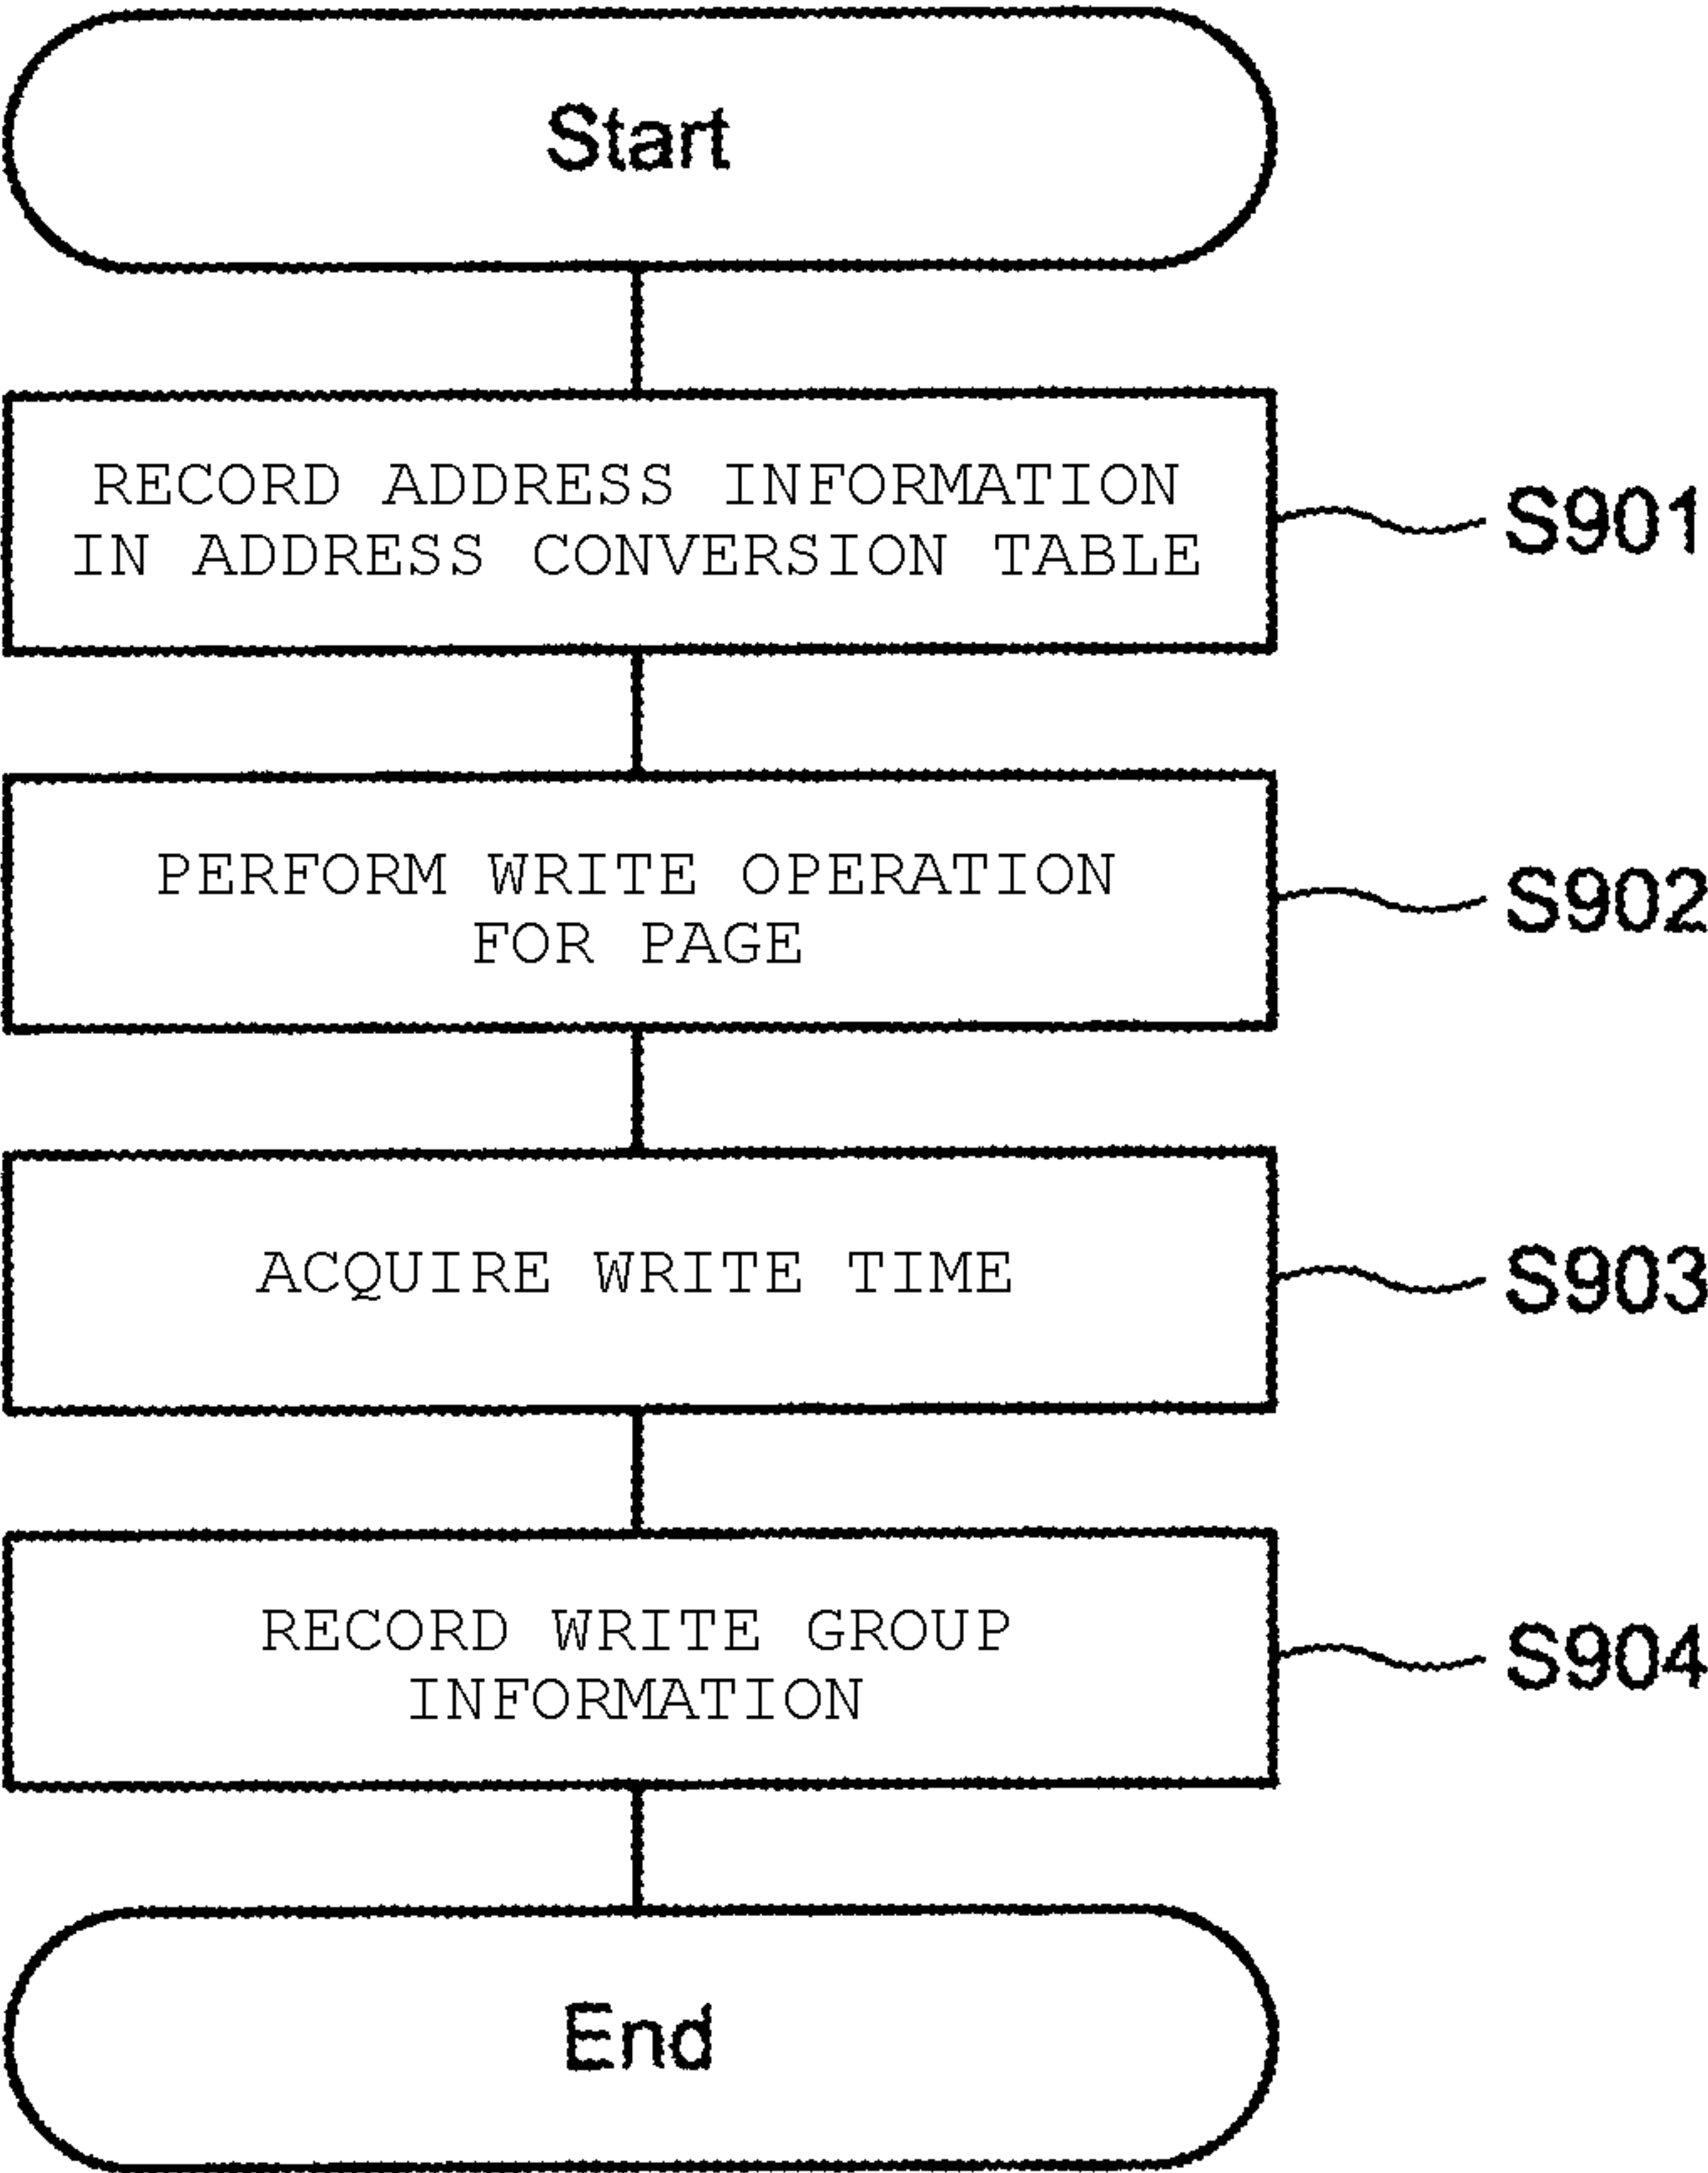 Start
RECORD ADDRESS INFORMATION
IN ADDRESS CONVERSION TABLE
S901
PERFORM WRITE OPERATION
FOR PAGE
S902
ACQUIRE WRITE TIME
S903
RECORD WRITE GROUP
INFORMATION
S904
End